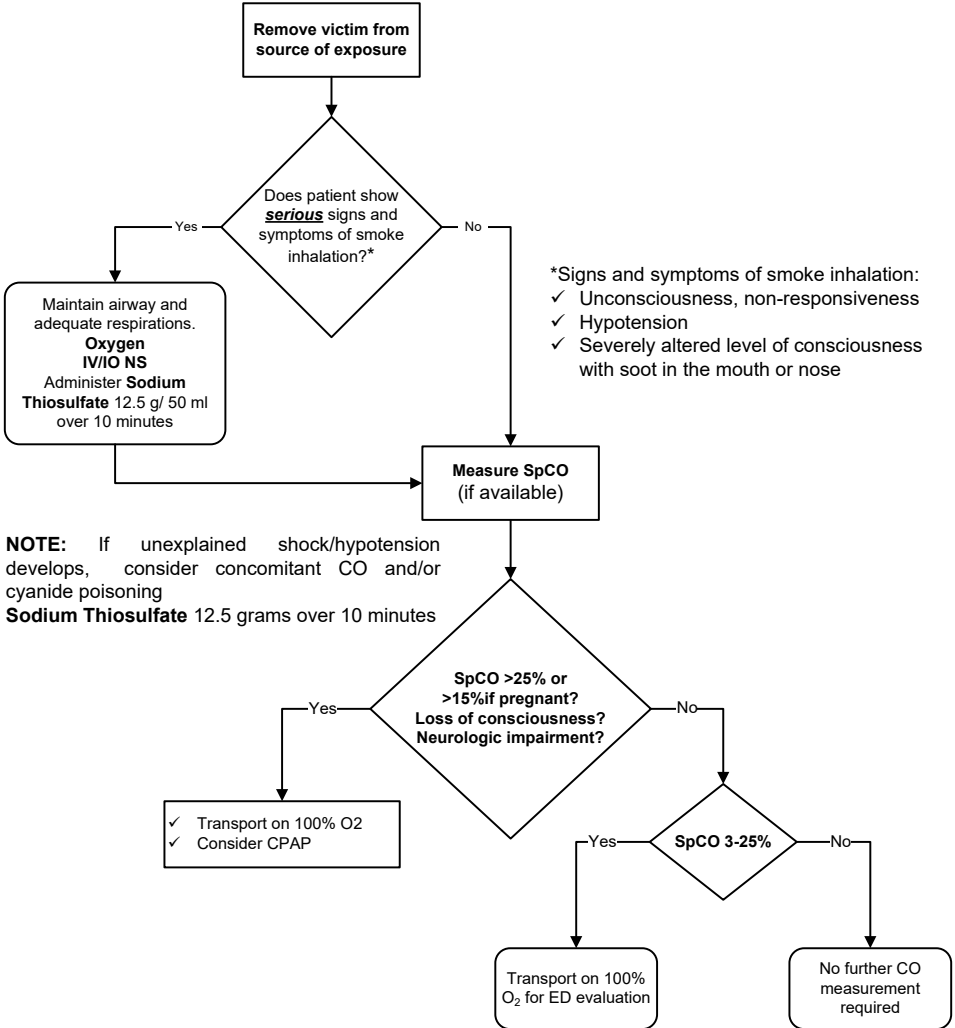 Remove victim from
source of exposure
Does patient show
serious signs and
symptoms of smoke
inhalation?*
Yes
No
Maintain airway and
adequate respirations.
Oxygen
IV/IO NS
Administer Sodium
Thiosulfate 12.5 g/ 50 ml
over 10 minutes
*Signs and symptoms of smoke inhalation:
✓ Unconsciousness, non-responsiveness
✓ Hypotension
✓ Severely altered level of consciousness
with soot in the mouth or nose
Measure SpCO
(if available)
NOTE: If unexplained shock/hypotension
develops, consider concomitant CO and/or
cyanide poisoning
Sodium Thiosulfate 12.5 grams over 10 minutes
SpCO >25% or
>15%if pregnant?
Loss of consciousness?
Neurologic impairment?
Yes
No
✓ Transport on 100% O2
✓ Consider CPAP
SpCO 3-25%
Yes
No
Transport on 100%
O₂ for ED evaluation
No further CO
measurement
required